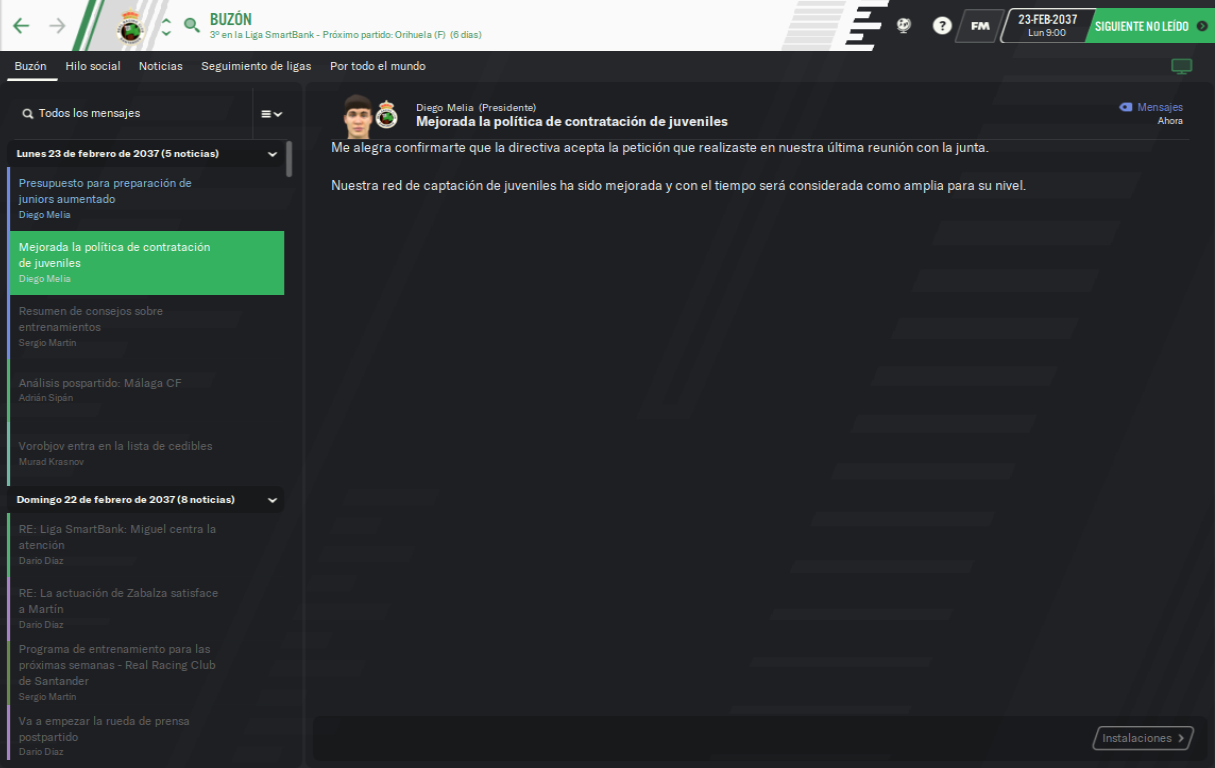 BUZÓN
3º en la Liga SmartBank - Próximo partido: Orihuela (F) (6 días)
?
FM
23-FEB-2037
Lun 9:00
SIGUIENTE NO LEÍDO
Buzón
Hilo social
Noticias
Seguimiento de ligas
Por todo el mundo
Todos los mensajes
Lunes 23 de febrero de 2037 (5 noticias)
Presupuesto para preparación de
juniors aumentado
Diego Melia
Mejorada la política de contratación
de juveniles
Diego Melia
Resumen de consejos sobre
entrenamientos
Sergio Martín
Análisis pospartido: Málaga CF
Adrián Sipán
Vorobjov entra en la lista de cedibles
Murad Krasnov
Domingo 22 de febrero de 2037 (8 noticias)
RE: Liga SmartBank: Miguel centra la
atención
Darío Díaz
RE: La actuación de Zabalza satisface
a Martín
Darío Díaz
Programa de entrenamiento para las
próximas semanas - Real Racing Club
de Santander
Sergio Martín
Va a empezar la rueda de prensa
postpartido
Darío Díaz
Diego Melia (Presidente)
Mejorada la política de contratación de juveniles
Mensajes
Ahora
Me alegra confirmarte que la directiva acepta la petición que realizaste en nuestra última reunión con la junta.
Nuestra red de captación de juveniles ha sido mejorada y con el tiempo será considerada como amplia para su nivel.
Instalaciones